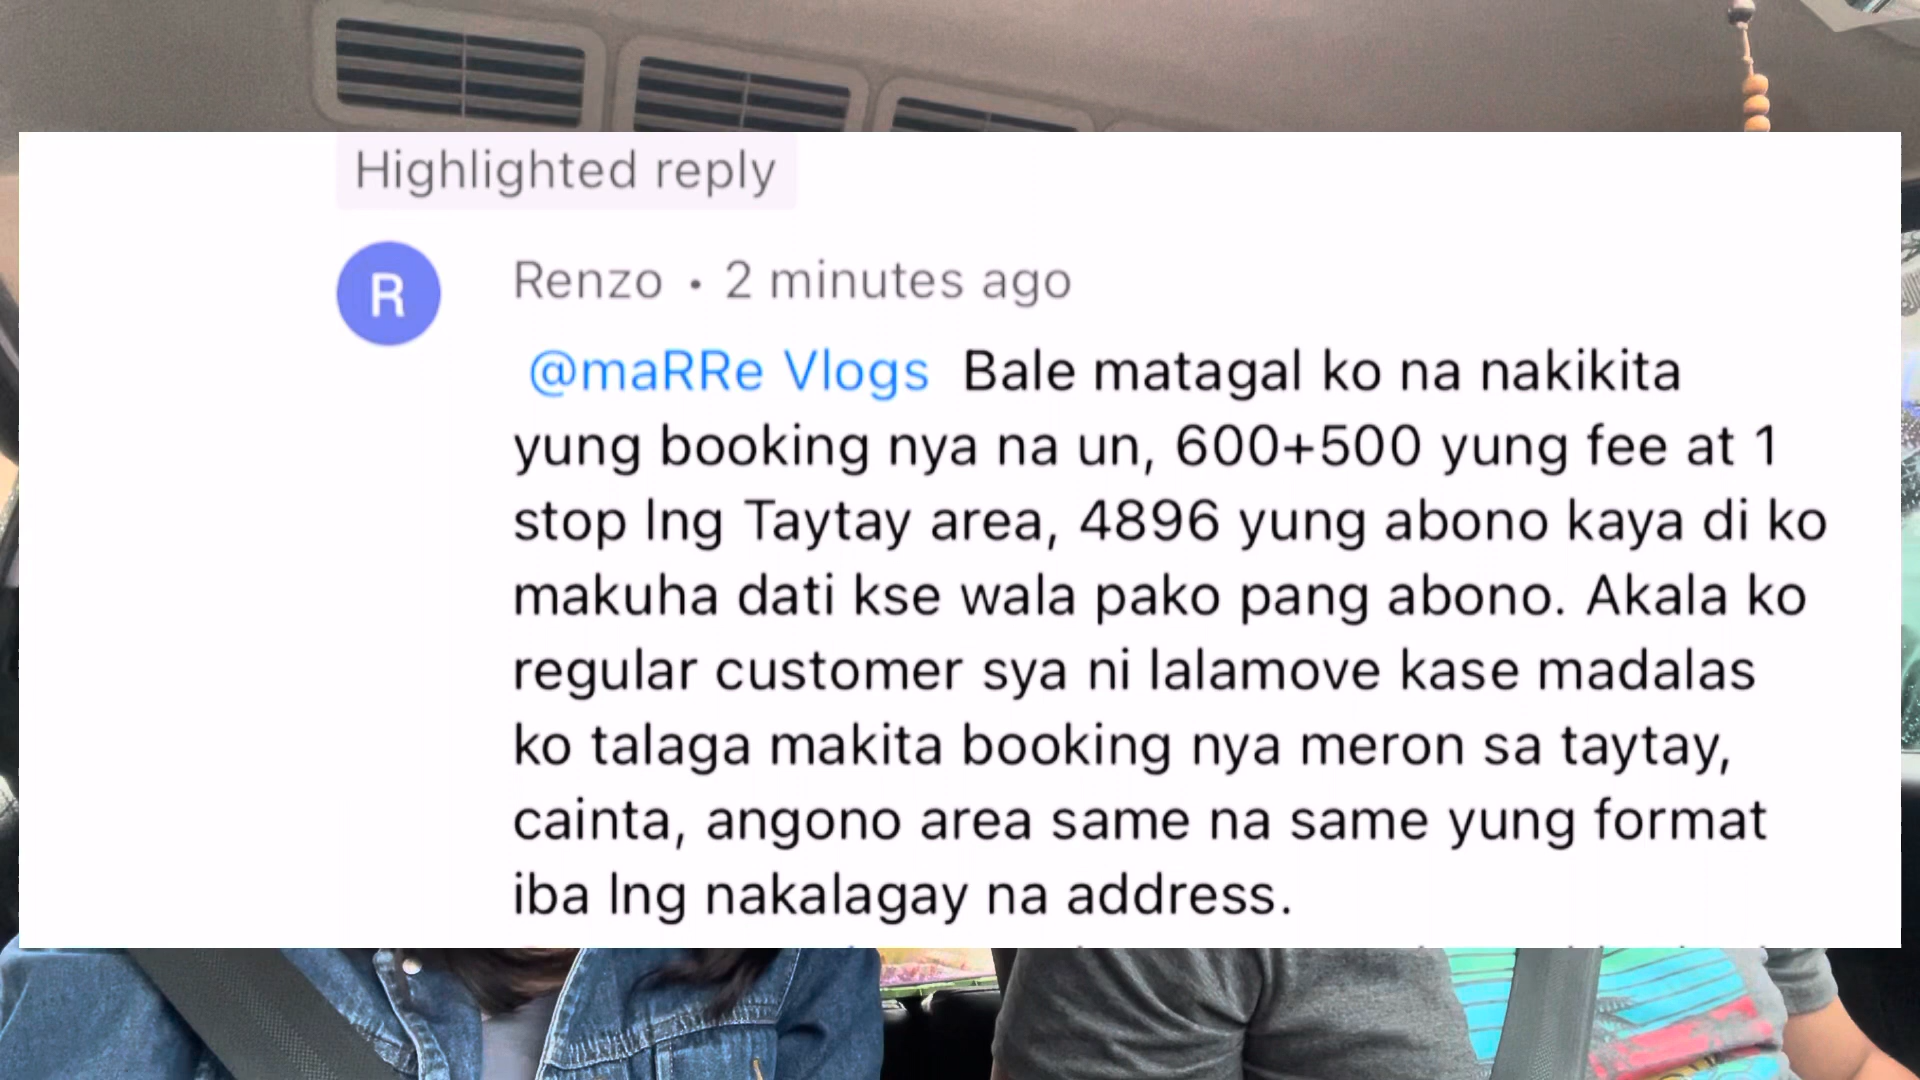 Highlighted reply
R
Renzo • 2 minutes ago
@maRRe Vlogs Bale matagal ko na nakikita
yung booking nya na un, 600+500 yung fee at 1
stop lng Taytay area, 4896 yung abono kaya di ko
makuha dati kse wala pako pang abono. Akala ko
regular customer sya ni lalamove kase madalas
ko talaga makita booking nya meron sa taytay,
cainta, angono area same na same yung format
iba lng nakalagay na address.